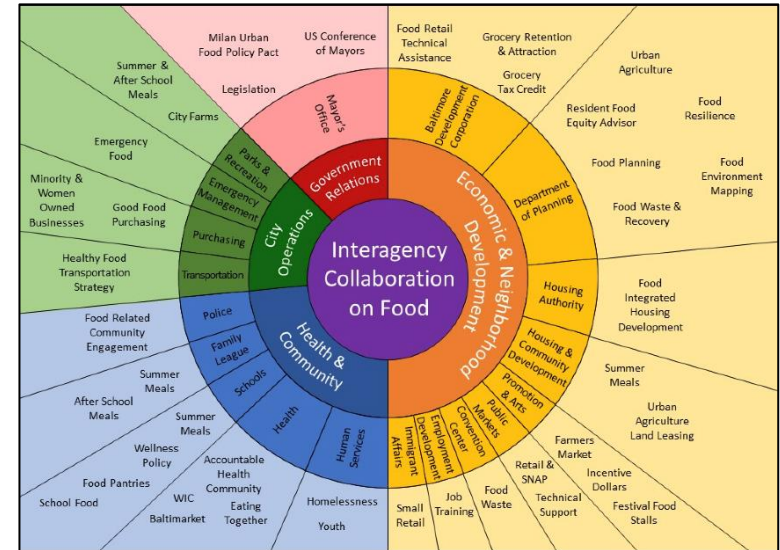 Interagency
Collaboration
on Food
Government
Relations
Mayor's
Office
Milan Urban
Food Policy Pact
US Conference
of Mayors
Legislation
Economic & Neighborhood
Development
Baltimore
Development
Corporation
Food Retail
Technical
Assistance
Grocery Retention
& Attraction
Grocery
Tax Credit
Department
of Planning
Urban
Agriculture
Resident Food
Equity Advisor
Food
Resilience
Food Planning
Food
Environment
Mapping
Food Waste &
Recovery
Housing
Authority
Food
Integrated
Housing
Development
Housing &
Community
Development
Summer
Meals
Urban
Agriculture
Land Leasing
Promotion
& Arts
Farmers
Market
Incentive
Dollars
Festival Food
Stalls
Public
Markets
Retail &
SNAP
Technical
Support
Convention
Center
Food
Waste
Employment
Development
Job
Training
Immigrant
Affairs
Small
Retail
Health &
Community
Human
Services
Homelessness
Youth
Health
Accountable
Health
Community
WIC
Eating
Together
Baltimarket
Schools
Summer
Meals
Wellness
Policy
Food Pantries
School Food
Family
League
Summer
Meals
After School
Meals
Police
Food Related
Community
Engagement
City
Operations
Transportation
Healthy Food
Transportation
Strategy
Purchasing
Minority &
Women
Owned
Businesses
Good Food
Purchasing
Emergency
Management
Emergency
Food
Parks &
Recreation
Summer &
After School
Meals
City Farms